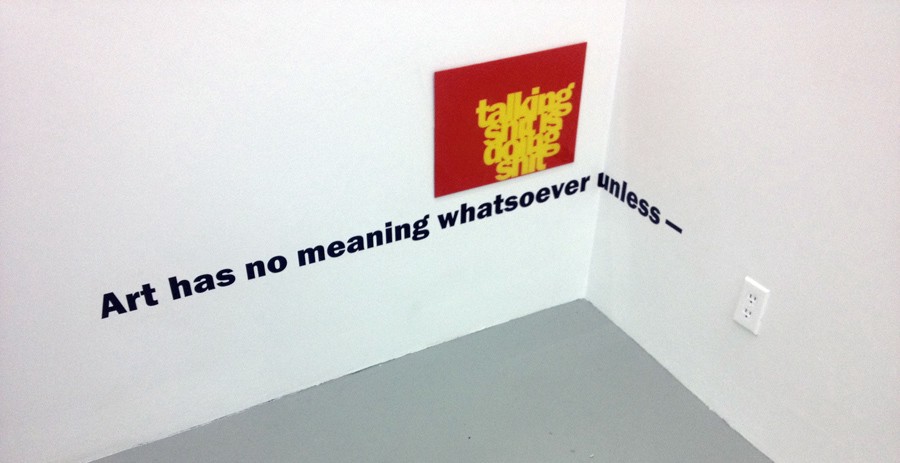 talking
shit is
doing
shit
Art has no meaning whatsoever unless —